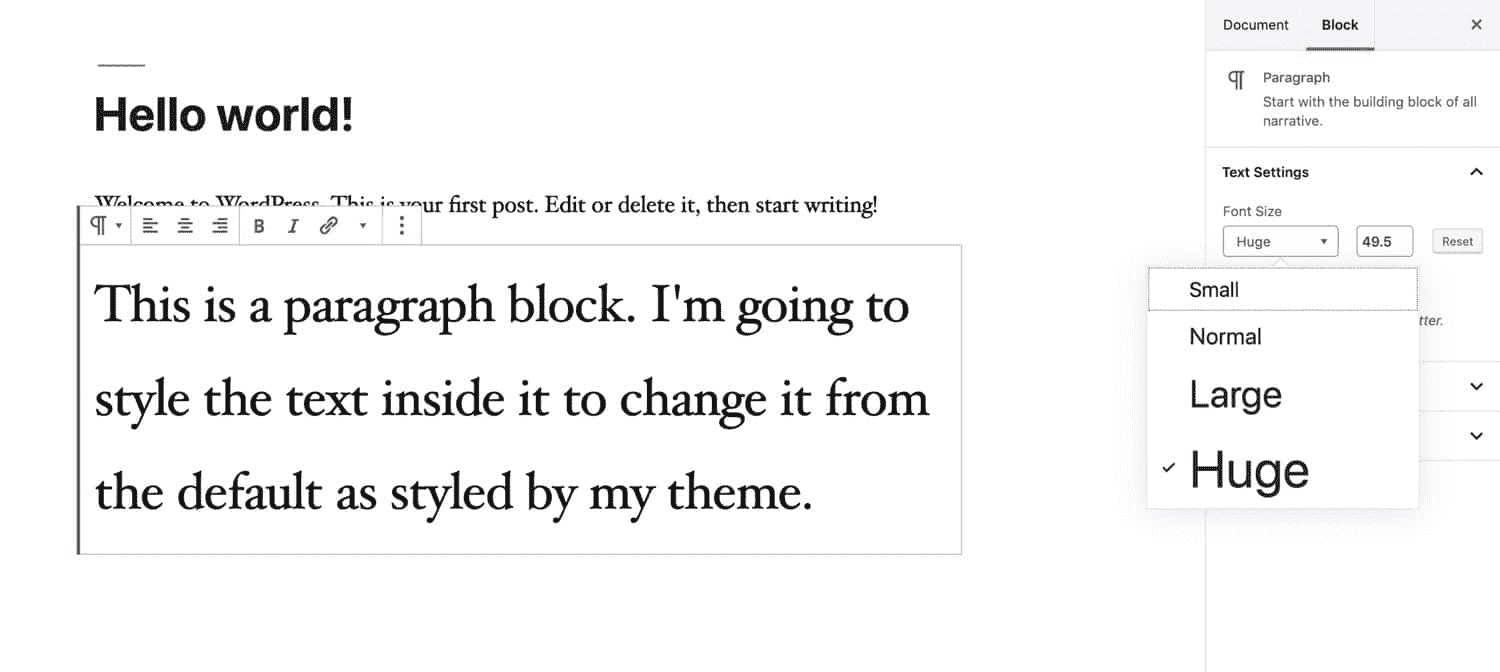 Document Block
Paragraph
Start with the building block of all
narrative.
Text Settings
Font Size
Huge 49.5 Reset
Small
Normal
Large
Huge
Hello world!
Welcome to WordPress. This is your first post. Edit or delete it, then start writing!
B I
This is a paragraph block. I'm going to
style the text inside it to change it from
the default as styled by my theme.